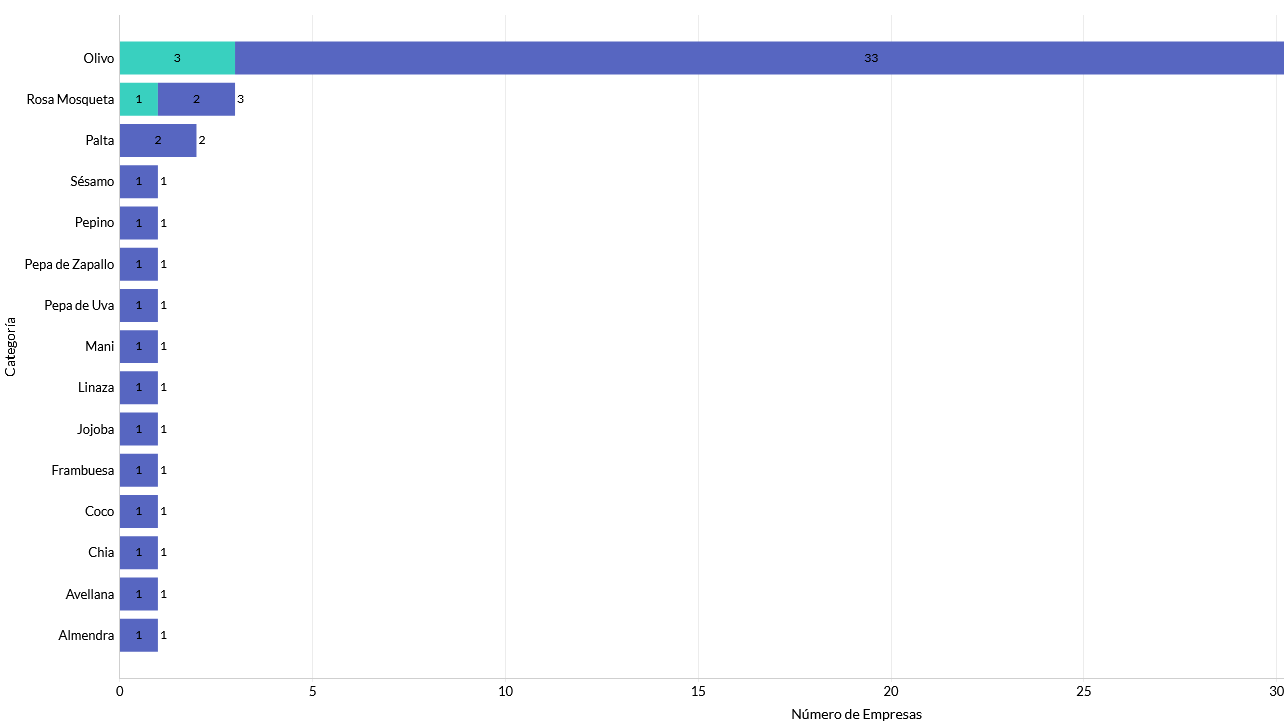 Olivo 3 33
Rosa Mosqueta 1 2 3
Palta 2 2
Sésamo 1 1
Pepino 1 1
Pepa de Zapallo 1 1
Pepa de Uva 1 1
Mani 1 1
Linaza 1 1
Jojoba 1 1
Frambuesa 1 1
Coco 1 1
Chia 1 1
Avellana 1 1
Almendra 1 1
Categoría
0 5 10 15 20 25 30
Número de Empresas